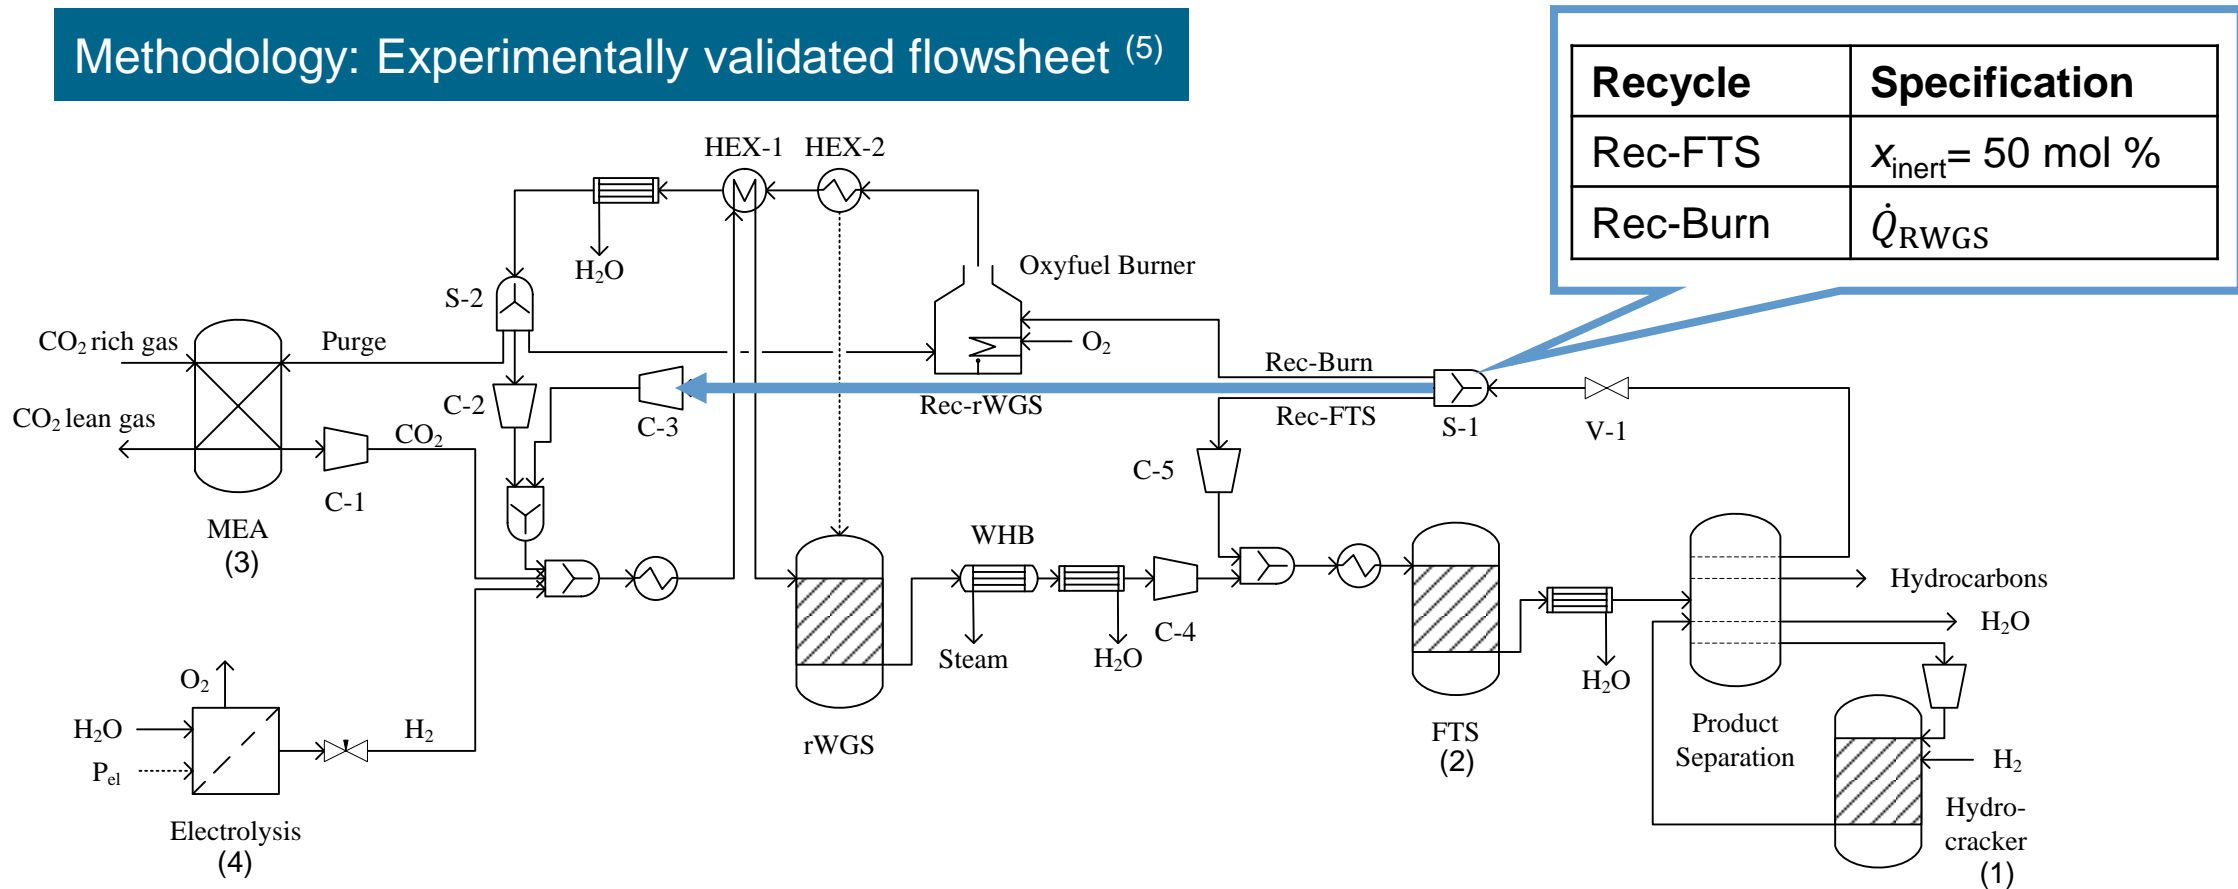 Methodology: Experimentally validated flowsheet (5)
Recycle Specification
Rec-FTS x_inert= 50 mol %
Rec-Burn Q̇_RWGS
HEX-1 HEX-2
H₂O
Oxyfuel Burner
S-2
CO₂ rich gas
Purge
O₂
Rec-Burn
Rec-rWGS
Rec-FTS
S-1
V-1
C-2
C-3
CO₂ lean gas
CO₂
C-1
C-5
MEA
(3)
WHB
Steam
H₂O
C-4
Hydrocarbons
H₂O
H₂O
O₂
H₂O
H₂
P_el
rWGS
FTS
(2)
Product
Separation
H₂
Electrolysis
(4)
Hydro-
cracker
(1)